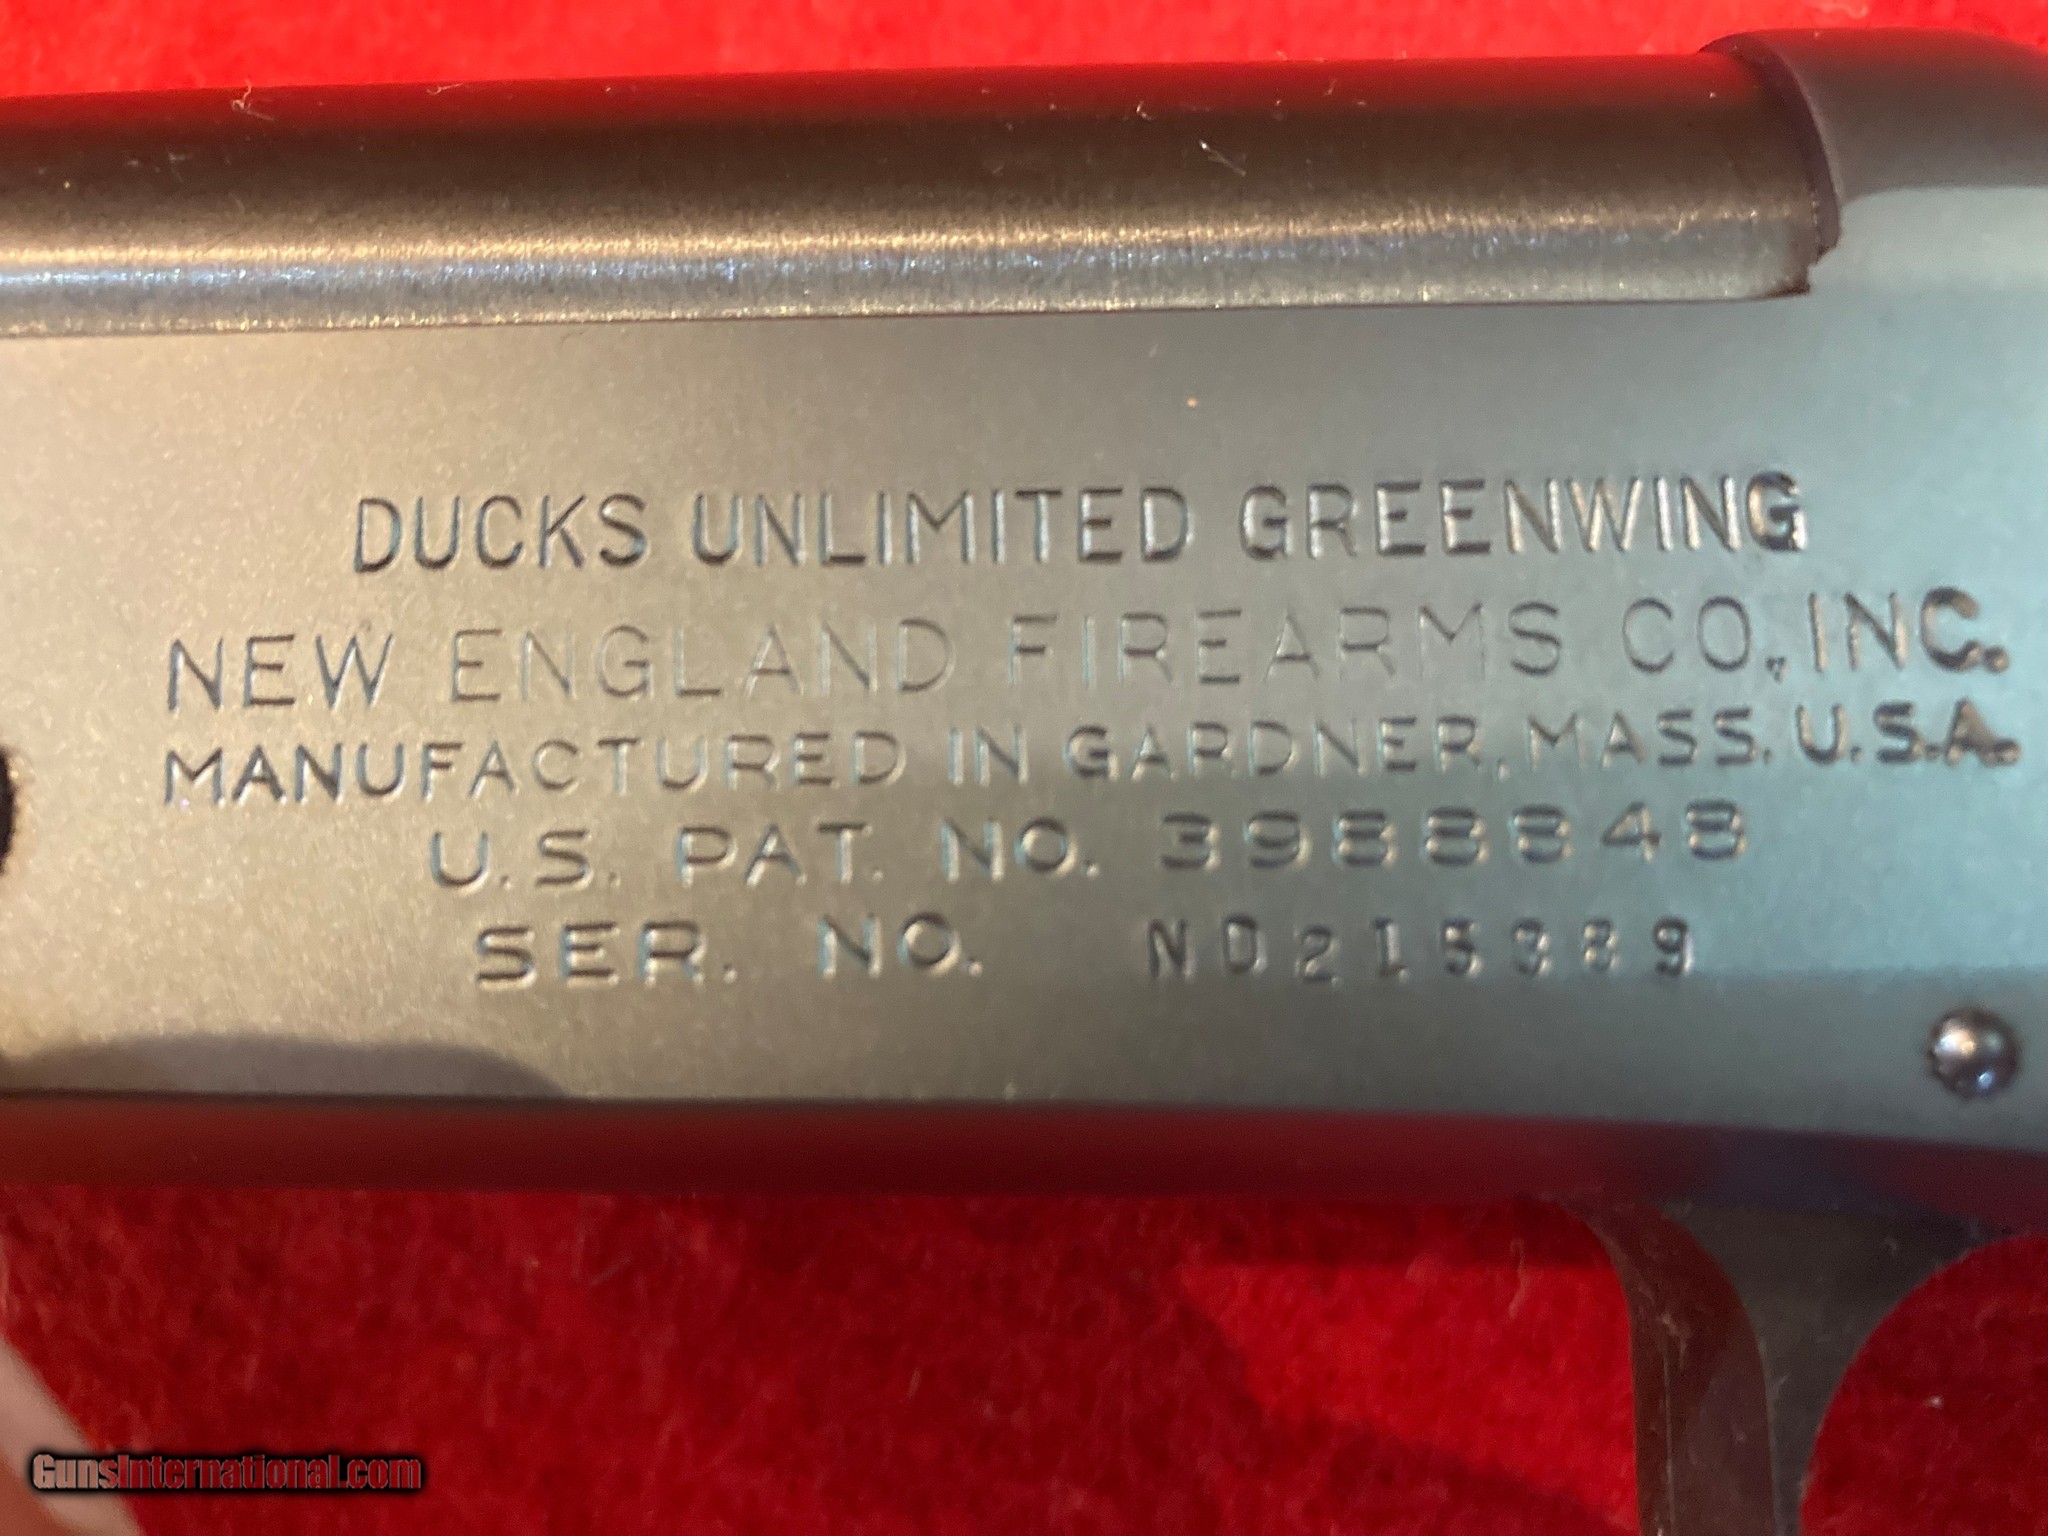 DUCKS UNLIMITED GREENWING
NEW ENGLAND FIREARMS CO., INC.
MANUFACTURED IN GARDNER, MASS. U.S.A.
U.S. PAT. NO. 3988848
SER. NO. ND215389
GunsInternational.com